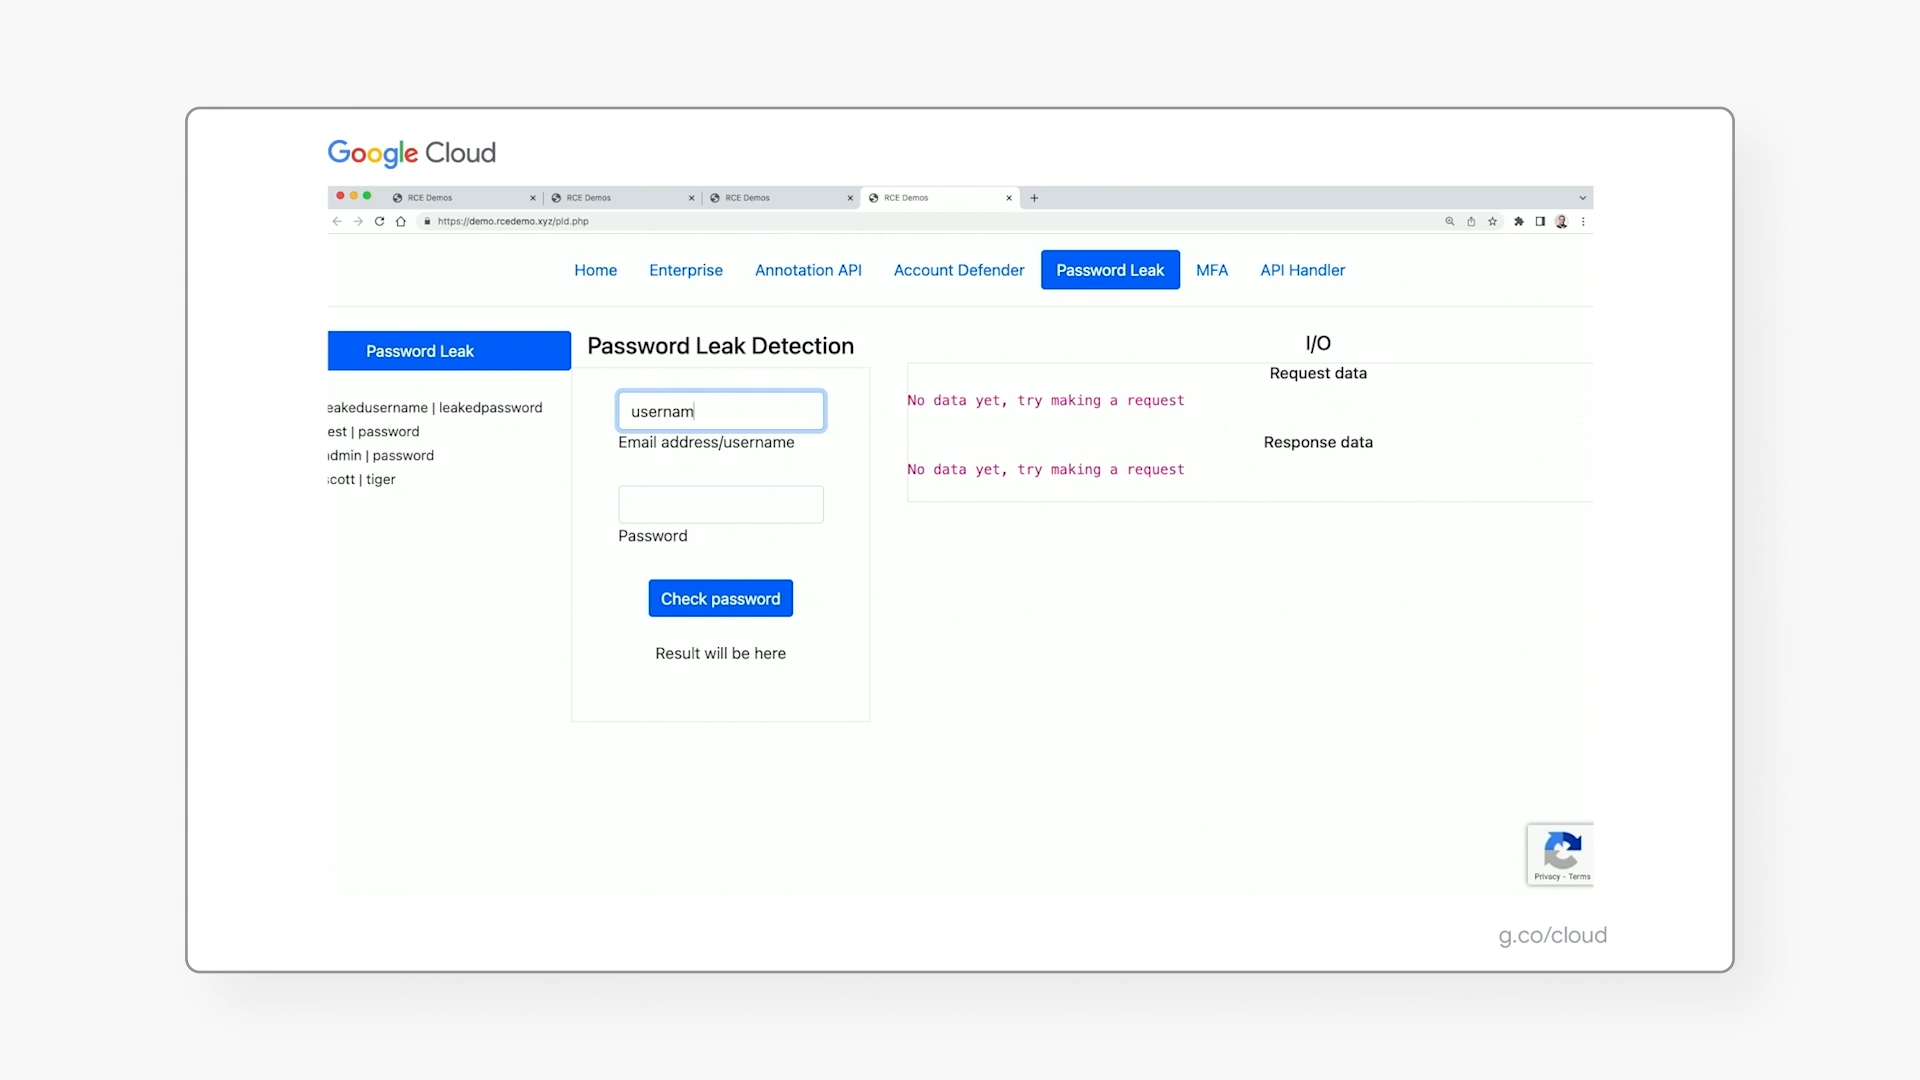 Google Cloud
RCE Demos
RCE Demos
RCE Demos
RCE Demos
https://demo.rcedemo.xyz/pld.php
Home
Enterprise
Annotation API
Account Defender
Password Leak
MFA
API Handler
Password Leak
eakedusername | leakedpassword
est | password
dmin | password
cott | tiger
Password Leak Detection
usernam
Email address/username
Password
Check password
Result will be here
I/O
Request data
No data yet, try making a request
Response data
No data yet, try making a request
Privacy - Terms
g.co/cloud